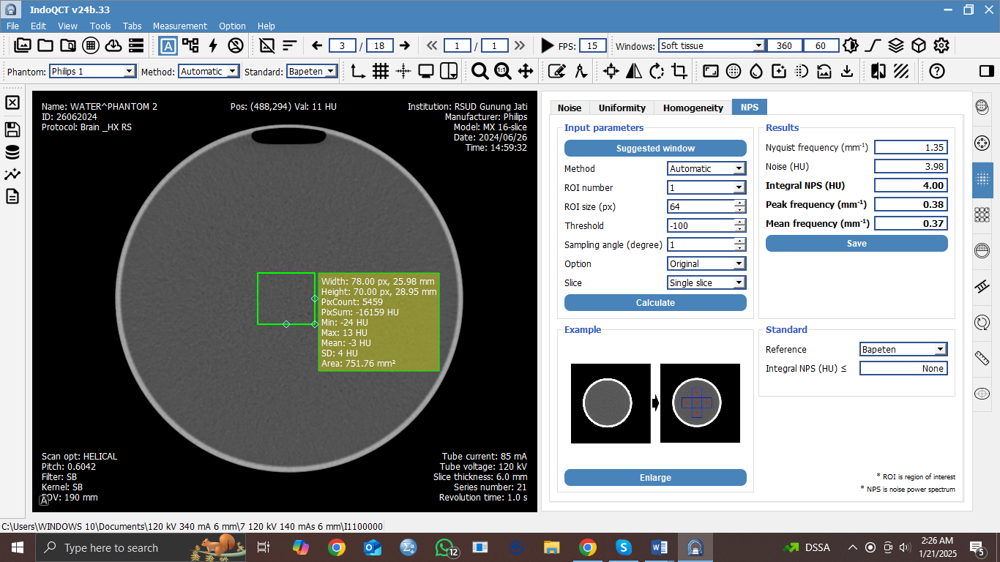 IndoQCT v24b.33
File Edit View Tools Tabs Measurement Option Help
A 3 / 18 1 / 1 FPS: 15 Windows: Soft tissue 360 60
Phantom: Philips 1 Method: Automatic Standard: Bapeten 1:1 ?
Name: WATER^PHANTOM 2
ID: 26062024
Protocol: Brain _HX RS
Pos: (488,294) Val: 11 HU
Institution: RSUD Gunung Jati
Manufacturer: Philips
Model: MX 16-slice
Date: 2024/06/26
Time: 14:59:32
Width: 78.00 px, 25.98 mm
Height: 70.00 px, 28.95 mm
PixCount: 5459
PixSum: -16159 HU
Min: -24 HU
Max: 13 HU
Mean: -3 HU
SD: 4 HU
Area: 751.76 mm²
Scan opt: HELICAL
Pitch: 0.6042
Filter: SB
Kernel: SB
FOV: 190 mm
A
Tube current: 85 mA
Tube voltage: 120 kV
Slice thickness: 6.0 mm
Series number: 21
Revolution time: 1.0 s
Noise Uniformity Homogeneity NPS
Input parameters
Suggested window
Method Automatic
ROI number 1
ROI size (px) 64
Threshold -100
Sampling angle (degree) 1
Option Original
Slice Single slice
Calculate
Results
Nyquist frequency (mm⁻¹) 1.35
Noise (HU) 3.98
Integral NPS (HU) 4.00
Peak frequency (mm⁻¹) 0.38
Mean frequency (mm⁻¹) 0.37
Save
Example
Enlarge
Standard
Reference Bapeten
Integral NPS (HU) ≤ None
* ROI is region of interest
* NPS is noise power spectrum
C:\Users\WINDOWS 10\Documents\120 kV 340 mA 6 mm\7 120 kV 140 mAs 6 mm\I1100000
Type here to search
12
DSSA
2:26 AM
1/21/2025
5